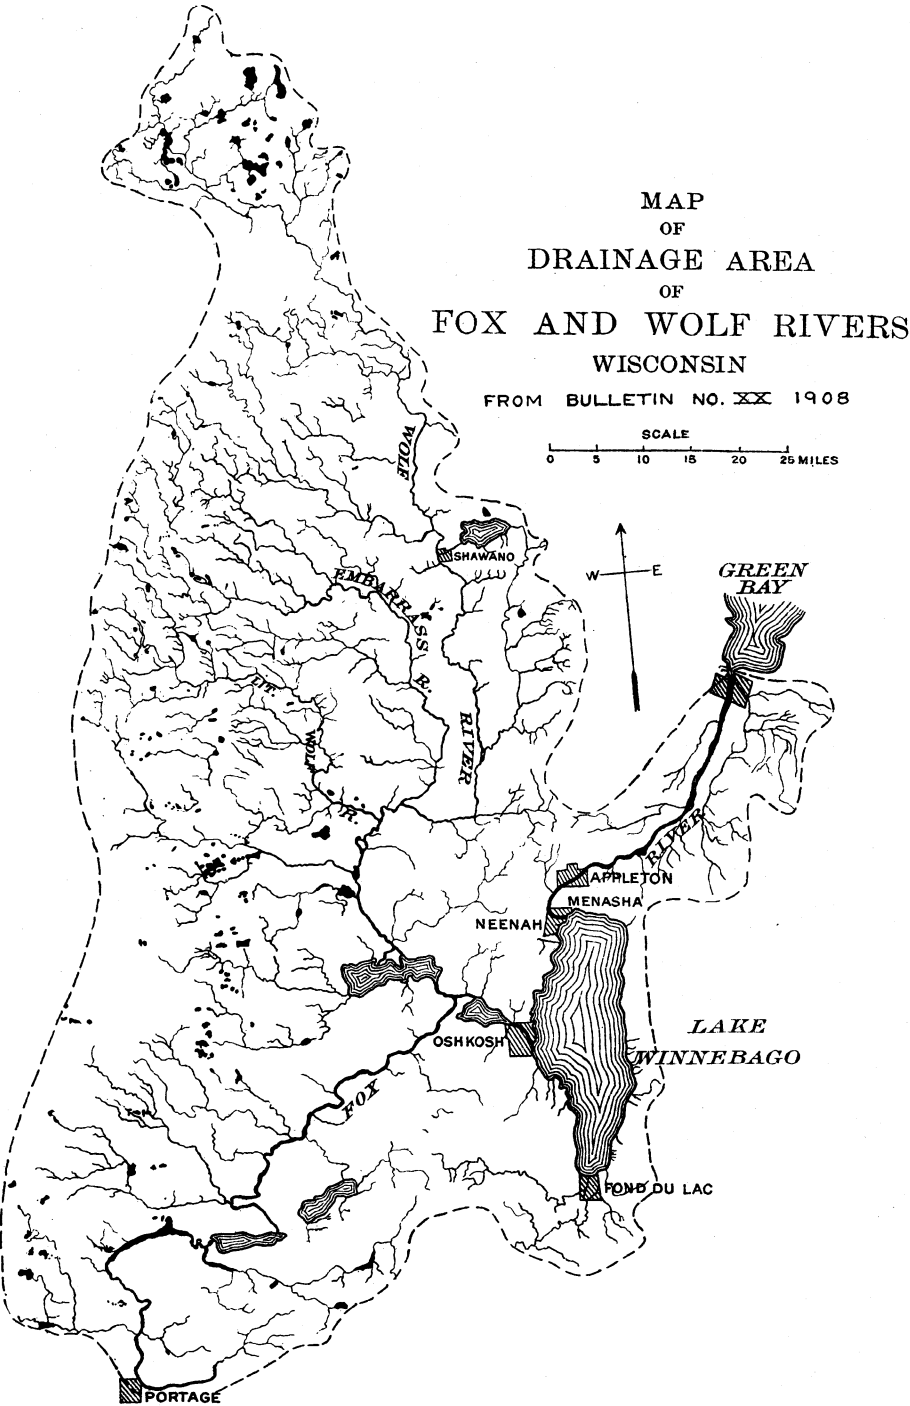 MAP
OF
DRAINAGE AREA
OF
FOX AND WOLF RIVERS
WISCONSIN
FROM BULLETIN NO. XX 1908
SCALE
0 5 10 15 20 25 MILES
WOLF
SHAWANO
W E
GREEN
BAY
EMBARRASS R.
LIT.
WOLF
R.
RIVER
RIVER
APPLETON
MENASHA
NEENAH
LAKE
WINNEBAGO
OSHKOSH
FOX
FOND DU LAC
PORTAGE